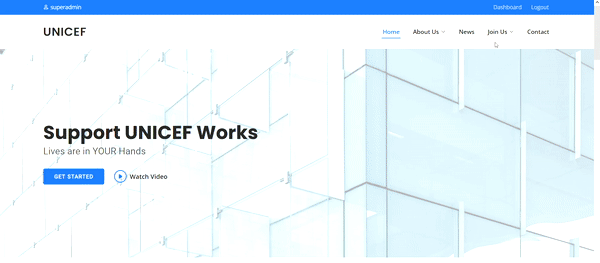 superadmin
Dashboard Logout
UNICEF
Home About Us News Join Us Contact
Support UNICEF Works
Lives are in YOUR Hands
GET STARTED Watch Video